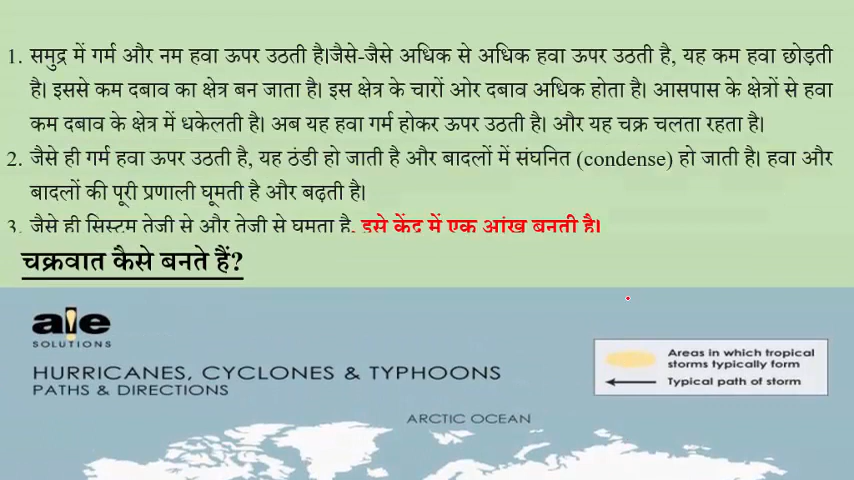 1. समुद्र में गर्म और नम हवा ऊपर उठती है।जैसे-जैसे अधिक से अधिक हवा ऊपर उठती है, यह कम हवा छोड़ती
है। इससे कम दबाव का क्षेत्र बन जाता है। इस क्षेत्र के चारों ओर दबाव अधिक होता है। आसपास के क्षेत्रों से हवा
कम दबाव के क्षेत्र में धकेलती है। अब यह हवा गर्म होकर ऊपर उठती है। और यह चक्र चलता रहता है।
2. जैसे ही गर्म हवा ऊपर उठती है, यह ठंडी हो जाती है और बादलों में संघनित (condense) हो जाती है। हवा और
बादलों की पूरी प्रणाली घूमती है और बढ़ती है।
3. जैसे ही सिस्टम तेजी से और तेजी से घूमता है, इसे केंद्र में एक आंख बनती है।
चक्रवात कैसे बनते हैं?
a!e
SOLUTIONS
HURRICANES, CYCLONES & TYPHOONS
PATHS & DIRECTIONS
Areas in which tropical
storms typically form
Typical path of storm
ARCTIC OCEAN